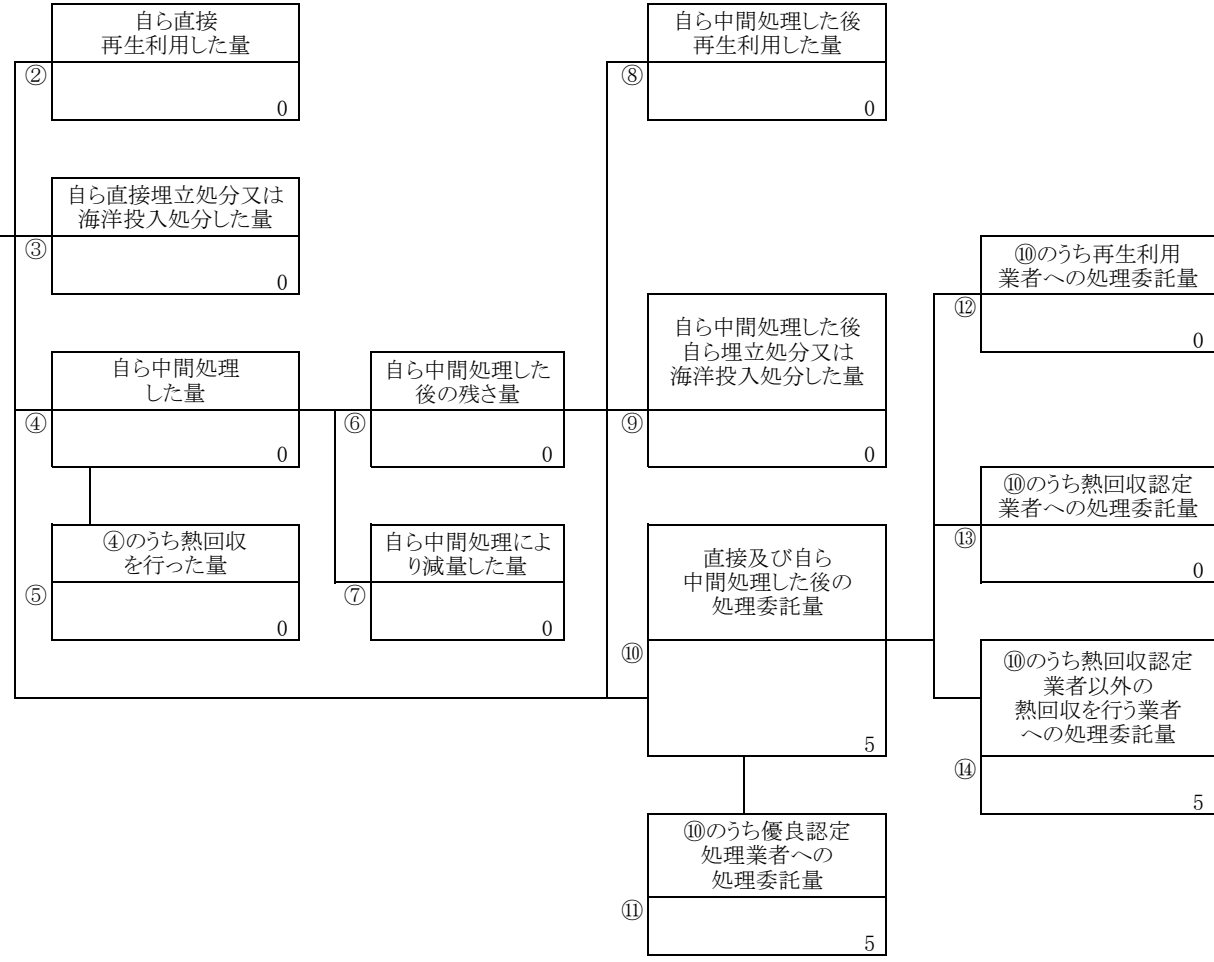 自ら直接
再生利用した量
②
0
自ら直接埋立処分又は
海洋投入処分した量
③
0
自ら中間処理
した量
④
0
④のうち熱回収
を行った量
⑤
0
自ら中間処理した
後の残さ量
⑥
0
自ら中間処理によ
り減量した量
⑦
0
自ら中間処理した後
再生利用した量
⑧
0
自ら中間処理した後
自ら埋立処分又は
海洋投入処分した量
⑨
0
直接及び自ら
中間処理した後の
処理委託量
⑩
5
⑩のうち優良認定
処理業者への
処理委託量
⑪
5
⑩のうち再生利用
業者への処理委託量
⑫
0
⑩のうち熱回収認定
業者への処理委託量
⑬
0
⑩のうち熱回収認定
業者以外の
熱回収を行う業者
への処理委託量
⑭
5